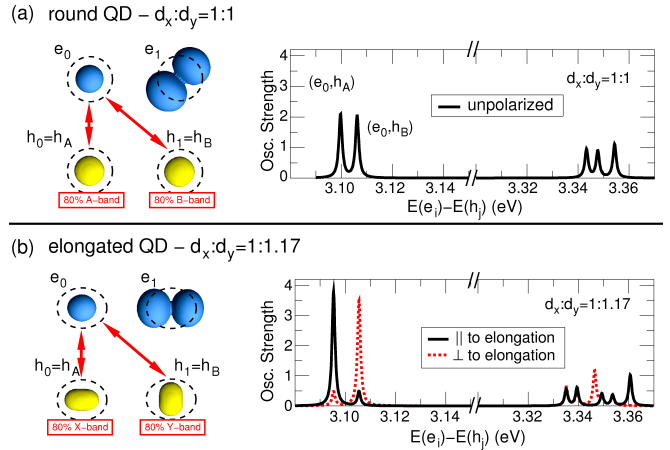 (a) round QD – dx:dy=1:1
e0
e1
h0=hA
h1=hB
80% A–band
80% B–band
Osc. Strength
4
3
2
1
0
(e0,hA)
(e0,hB)
dx:dy=1:1
unpolarized
3.10 3.12 3.14 3.32 3.34 3.36
E(ei)–E(hj) (eV)
(b) elongated QD – dx:dy=1:1.17
e0
e1
h0=hA
h1=hB
80% X–band
80% Y–band
Osc. Strength
4
3
2
1
0
dx:dy=1:1.17
|| to elongation
⊥ to elongation
3.10 3.12 3.14 3.32 3.34 3.36
E(ei)–E(hj) (eV)